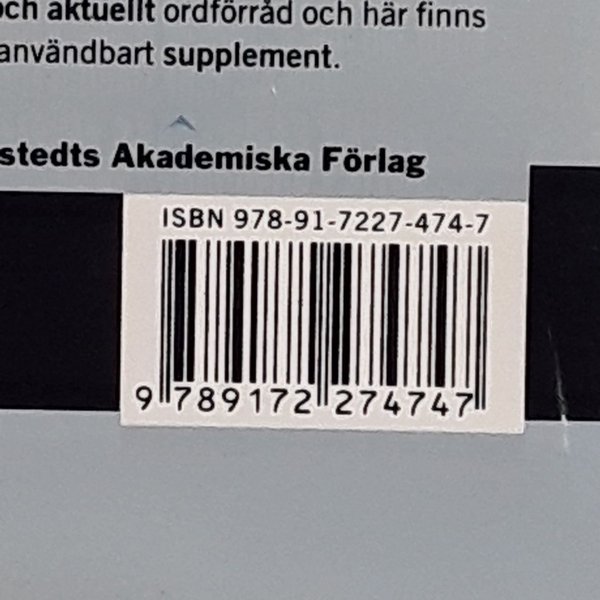 och aktuellt ordförråd och här finns
användbart supplement.
stedts Akademiska Förlag
ISBN 978-91-7227-474-7
9 789172 274747